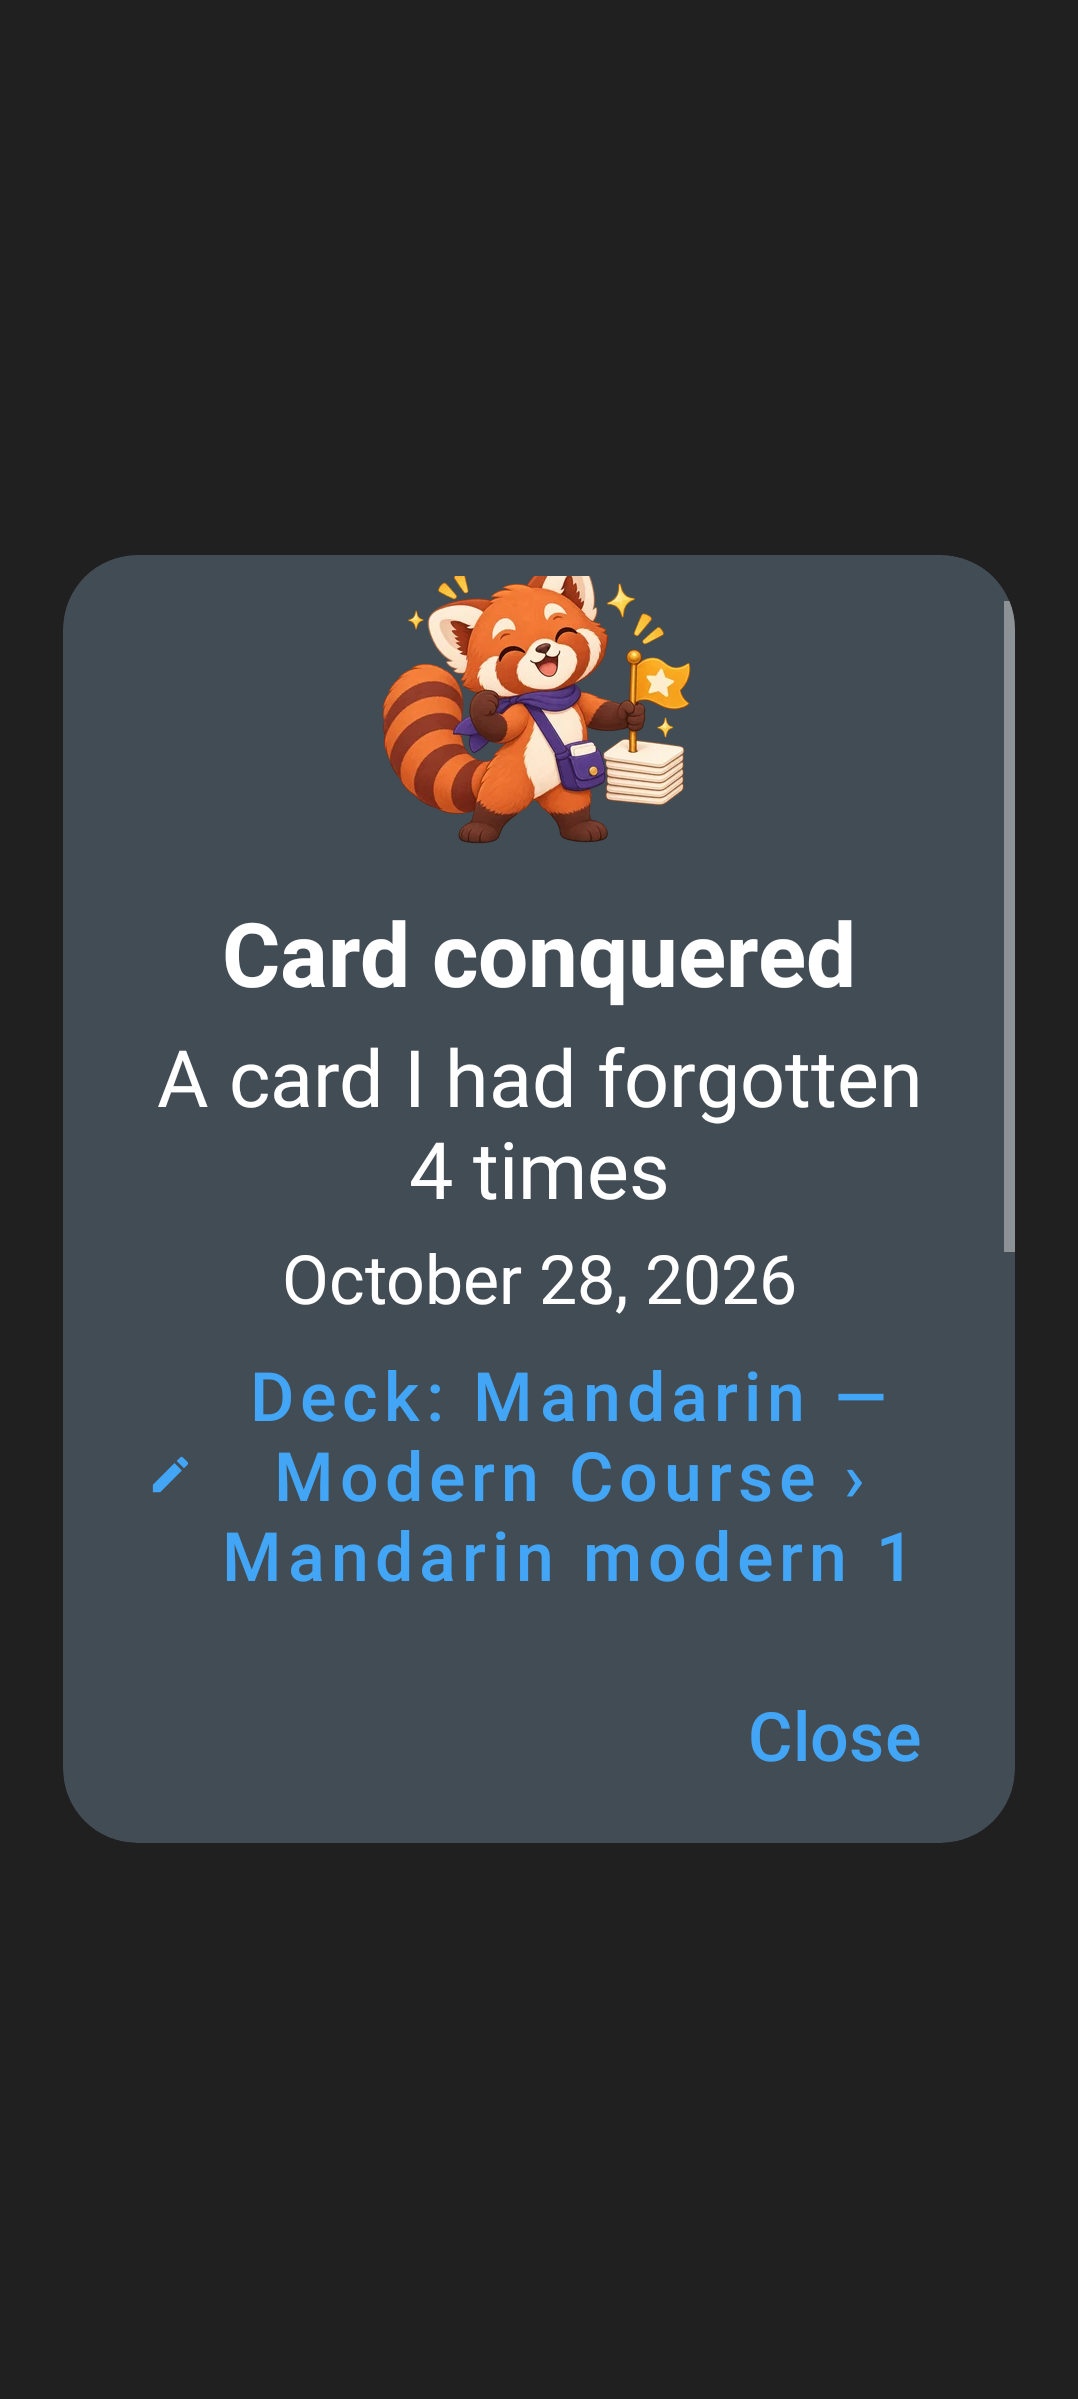 Card conquered
A card I had forgotten
4 times
October 28, 2026
Deck: Mandarin —
Modern Course ›
Mandarin modern 1
Close